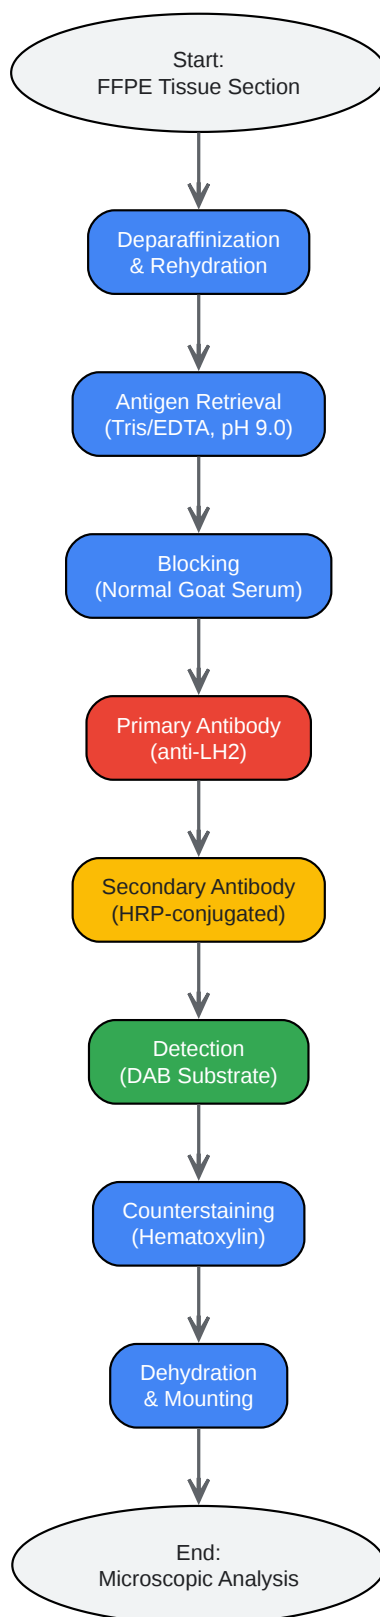 Start:
FFPE Tissue Section
Deparaffinization
& Rehydration
Antigen Retrieval
(Tris/EDTA, pH 9.0)
Blocking
(Normal Goat Serum)
Primary Antibody
(anti-LH2)
Secondary Antibody
(HRP-conjugated)
Detection
(DAB Substrate)
Counterstaining
(Hematoxylin)
Dehydration
& Mounting
End:
Microscopic Analysis